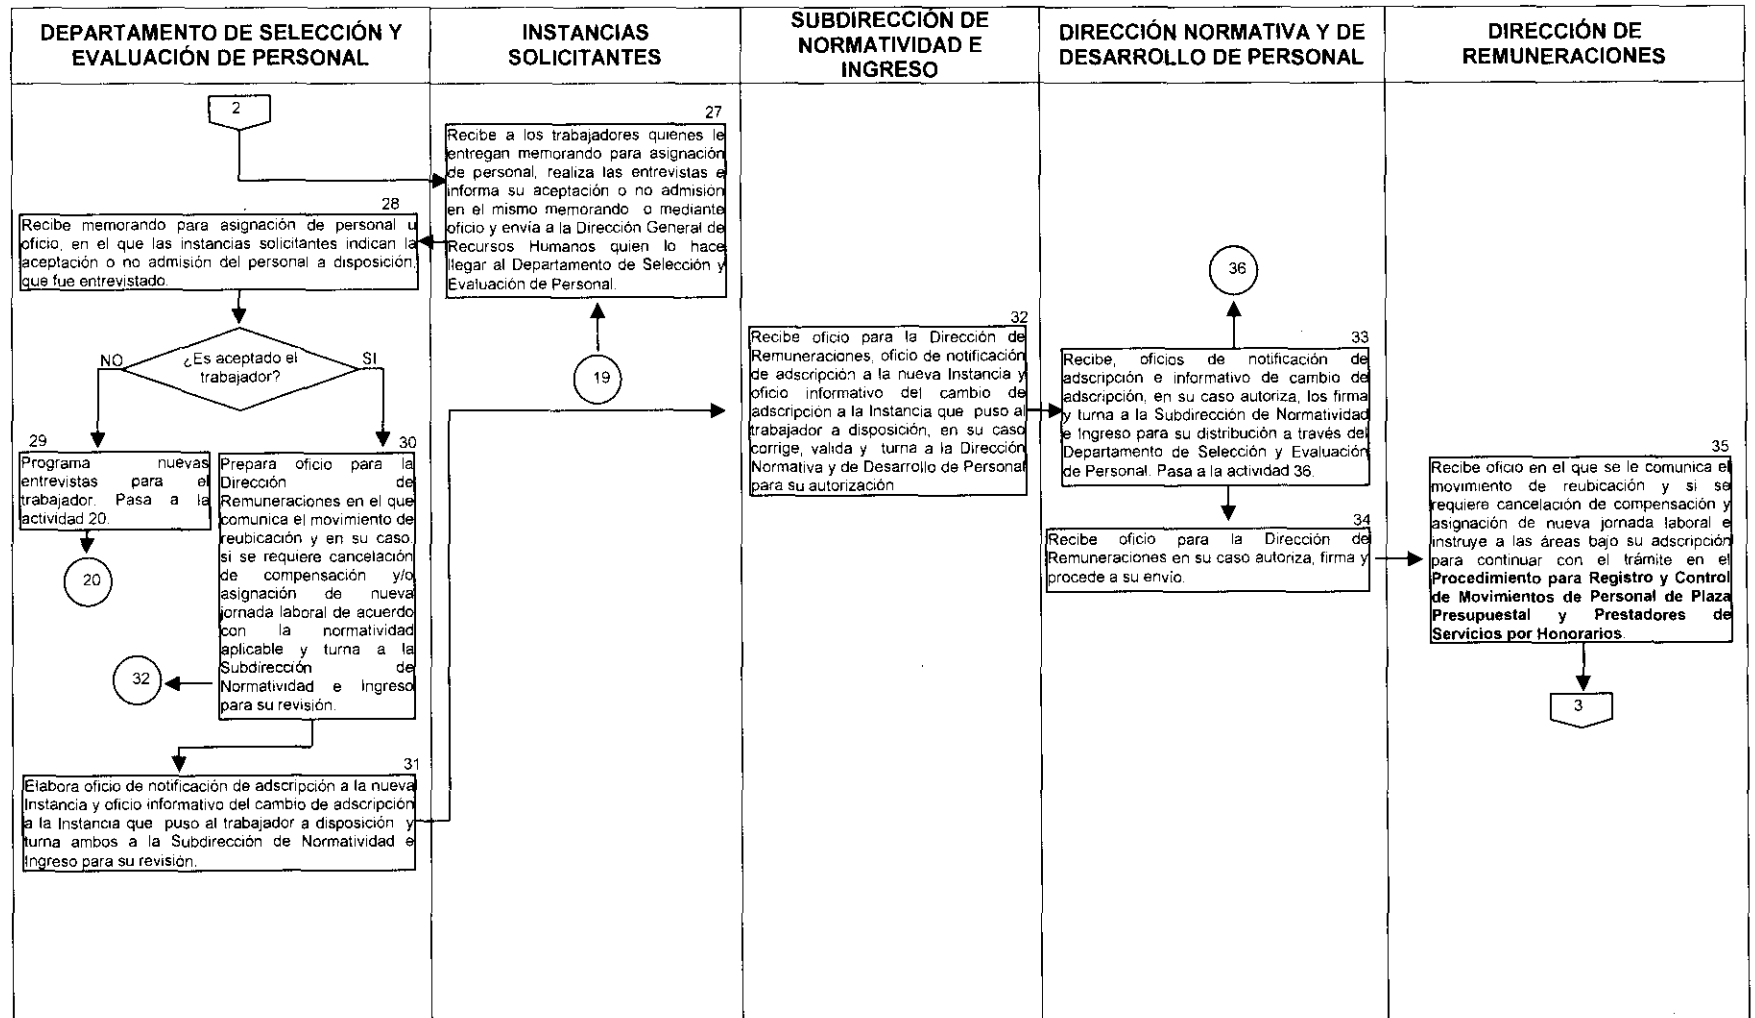 DEPARTAMENTO DE SELECCIÓN Y
EVALUACIÓN DE PERSONAL
INSTANCIAS
SOLICITANTES
SUBDIRECCIÓN DE
NORMATIVIDAD E
INGRESO
DIRECCIÓN NORMATIVA Y DE
DESARROLLO DE PERSONAL
DIRECCIÓN DE
REMUNERACIONES
2
27
Recibe a los trabajadores quienes le
entregan memorando para asignación
de personal, realiza las entrevistas e
informa su aceptación o no admisión
en el mismo memorando o mediante
oficio y envía a la Dirección General de
Recursos Humanos quien lo hace
llegar al Departamento de Selección y
Evaluación de Personal.
28
Recibe memorando para asignación de personal u
oficio, en el que las instancias solicitantes indican la
aceptación o no admisión del personal a disposición,
que fue entrevistado.
¿Es aceptado el
trabajador?
NO
SI
19
29
Programa nuevas
entrevistas para el
trabajador. Pasa a la
actividad 20.
20
30
Prepara oficio para la
Dirección de
Remuneraciones en el que
comunica el movimiento de
reubicación y en su caso,
si se requiere cancelación
de compensación y/o
asignación de nueva
jornada laboral de acuerdo
con la normatividad
aplicable y turna a la
Subdirección de
Normatividad e Ingreso
para su revisión.
32
31
Elabora oficio de notificación de adscripción a la nueva
Instancia y oficio informativo del cambio de adscripción
a la Instancia que puso al trabajador a disposición y
turna ambos a la Subdirección de Normatividad e
Ingreso para su revisión.
32
Recibe oficio para la Dirección de
Remuneraciones, oficio de notificación
de adscripción a la nueva Instancia y
oficio informativo del cambio de
adscripción a la Instancia que puso al
trabajador a disposición, en su caso
corrige, valida y turna a la Dirección
Normativa y de Desarrollo de Personal
para su autorización
36
33
Recibe, oficios de notificación de
adscripción e informativo de cambio de
adscripción, en su caso autoriza, los firma
y turna a la Subdirección de Normatividad
e Ingreso para su distribución a través del
Departamento de Selección y Evaluación
de Personal. Pasa a la actividad 36.
34
Recibe oficio para la Dirección de
Remuneraciones en su caso autoriza, firma y
procede a su envío.
35
Recibe oficio en el que se le comunica el
movimiento de reubicación y si se
requiere cancelación de compensación y
asignación de nueva jornada laboral e
instruye a las áreas bajo su adscripción
para continuar con el trámite en el
Procedimiento para Registro y Control
de Movimientos de Personal de Plaza
Presupuestal y Prestadores de
Servicios por Honorarios.
3